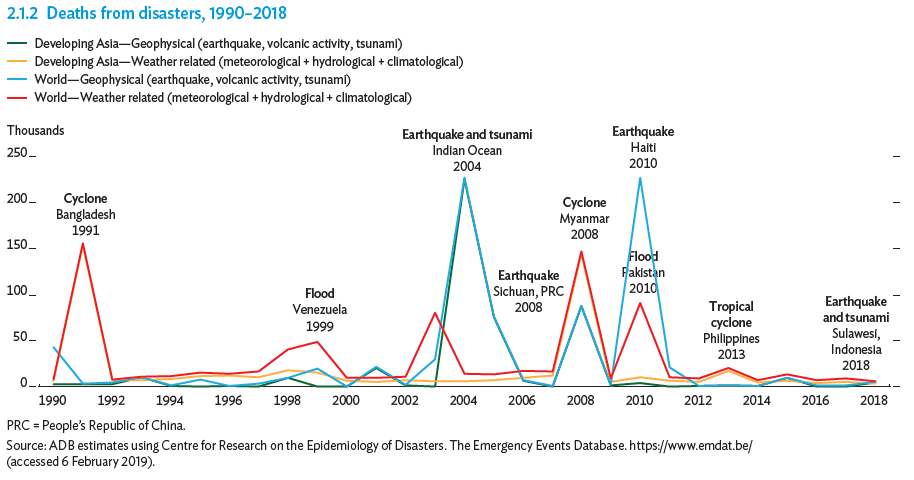 2.1.2 Deaths from disasters, 1990–2018
Developing Asia—Geophysical (earthquake, volcanic activity, tsunami)
Developing Asia—Weather related (meteorological + hydrological + climatological)
World—Geophysical (earthquake, volcanic activity, tsunami)
World—Weather related (meteorological + hydrological + climatological)
Thousands
250
200
150
100
50
0
Cyclone
Bangladesh
1991
Flood
Venezuela
1999
Earthquake and tsunami
Indian Ocean
2004
Earthquake
Sichuan, PRC
2008
Cyclone
Myanmar
2008
Earthquake
Haiti
2010
Flood
Pakistan
2010
Tropical
cyclone
Philippines
2013
Earthquake
and tsunami
Sulawesi,
Indonesia
2018
1990 1992 1994 1996 1998 2000 2002 2004 2006 2008 2010 2012 2014 2016 2018
PRC = People's Republic of China.
Source: ADB estimates using Centre for Research on the Epidemiology of Disasters. The Emergency Events Database. https://www.emdat.be/
(accessed 6 February 2019).